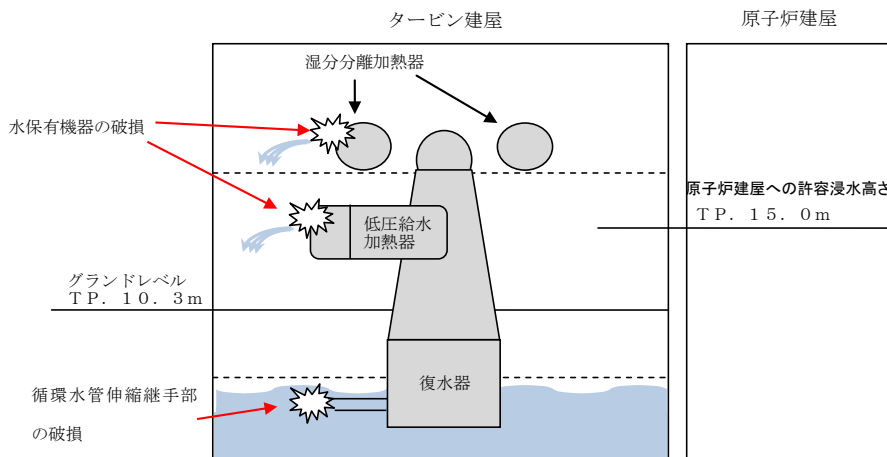 タービン建屋
原子炉建屋
湿分分離加熱器
水保有機器の破損
原子炉建屋への許容浸水高さ
ＴＰ．１５．０ｍ
低圧給水
加熱器
グランドレベル
ＴＰ．１０．３ｍ
復水器
循環水管伸縮継手部
の破損